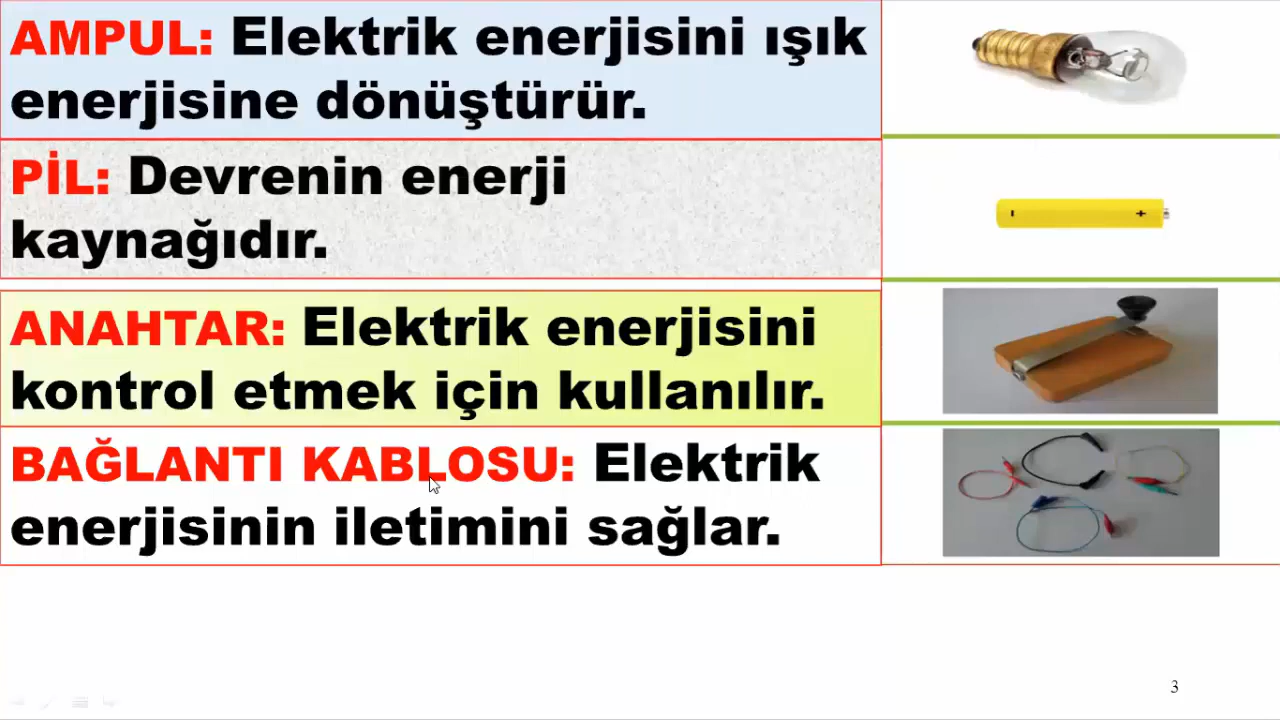 AMPUL: Elektrik enerjisini ışık
enerjisine dönüştürür.
PİL: Devrenin enerji
kaynağıdır.
- +
ANAHTAR: Elektrik enerjisini
kontrol etmek için kullanılır.
BAĞLANTI KABLOSU: Elektrik
enerjisinin iletimini sağlar.
3